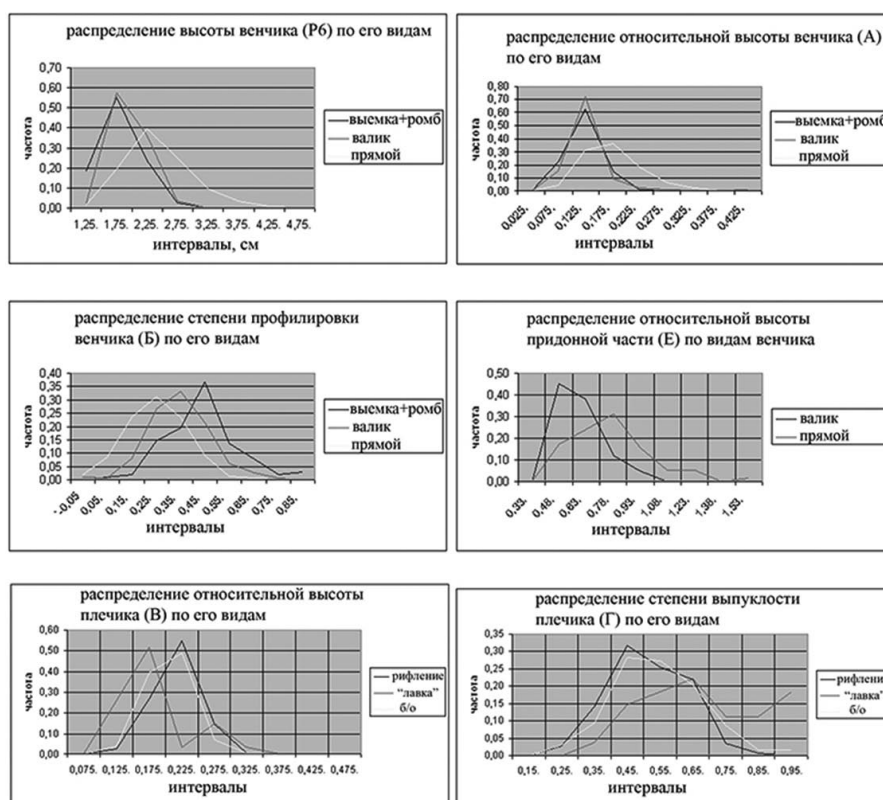 распределение высоты венчика (Р6) по его видам
0,70
0,60
0,50
0,40
0,30
0,20
0,10
0,00
частота
1,25. 1,75. 2,25. 2,75. 3,25. 3,75. 4,25. 4,75.
интервалы, см
выемка+ромб
валик
прямой
распределение относительной высоты венчика (А)
по его видам
0,80
0,70
0,60
0,50
0,40
0,30
0,20
0,10
0,00
частота
0,025. 0,075. 0,125. 0,175. 0,225. 0,275. 0,325. 0,375. 0,425.
интервалы
выемка+ромб
валик
прямой
распределение степени профилировки
венчика (Б) по его видам
0,40
0,35
0,30
0,25
0,20
0,15
0,10
0,05
0,00
частота
-,0,05 0,05. 0,15. 0,25. 0,35. 0,45. 0,55. 0,65. 0,75. 0,85.
интервалы
выемка+ромб
валик
прямой
распределение относительной высоты
придонной части (Е) по видам венчика
0,50
0,40
0,30
0,20
0,10
0,00
частота
0,33. 0,48. 0,63. 0,78. 0,93. 1,08. 1,23. 1,38. 1,53.
интервалы
валик
прямой
распределение относительной высоты
плечика (В) по его видам
0,60
0,50
0,40
0,30
0,20
0,10
0,00
частота
0,075. 0,125. 0,175. 0,225. 0,275. 0,325. 0,375. 0,425. 0,475.
интервалы
рифление
"лавка"
б/о
распределение степени выпуклости
плечика (Г) по его видам
0,35
0,30
0,25
0,20
0,15
0,10
0,05
0,00
частота
0,15. 0,25. 0,35. 0,45. 0,55. 0,65. 0,75. 0,85. 0,95.
интервалы
рифление
"лавка"
б/о